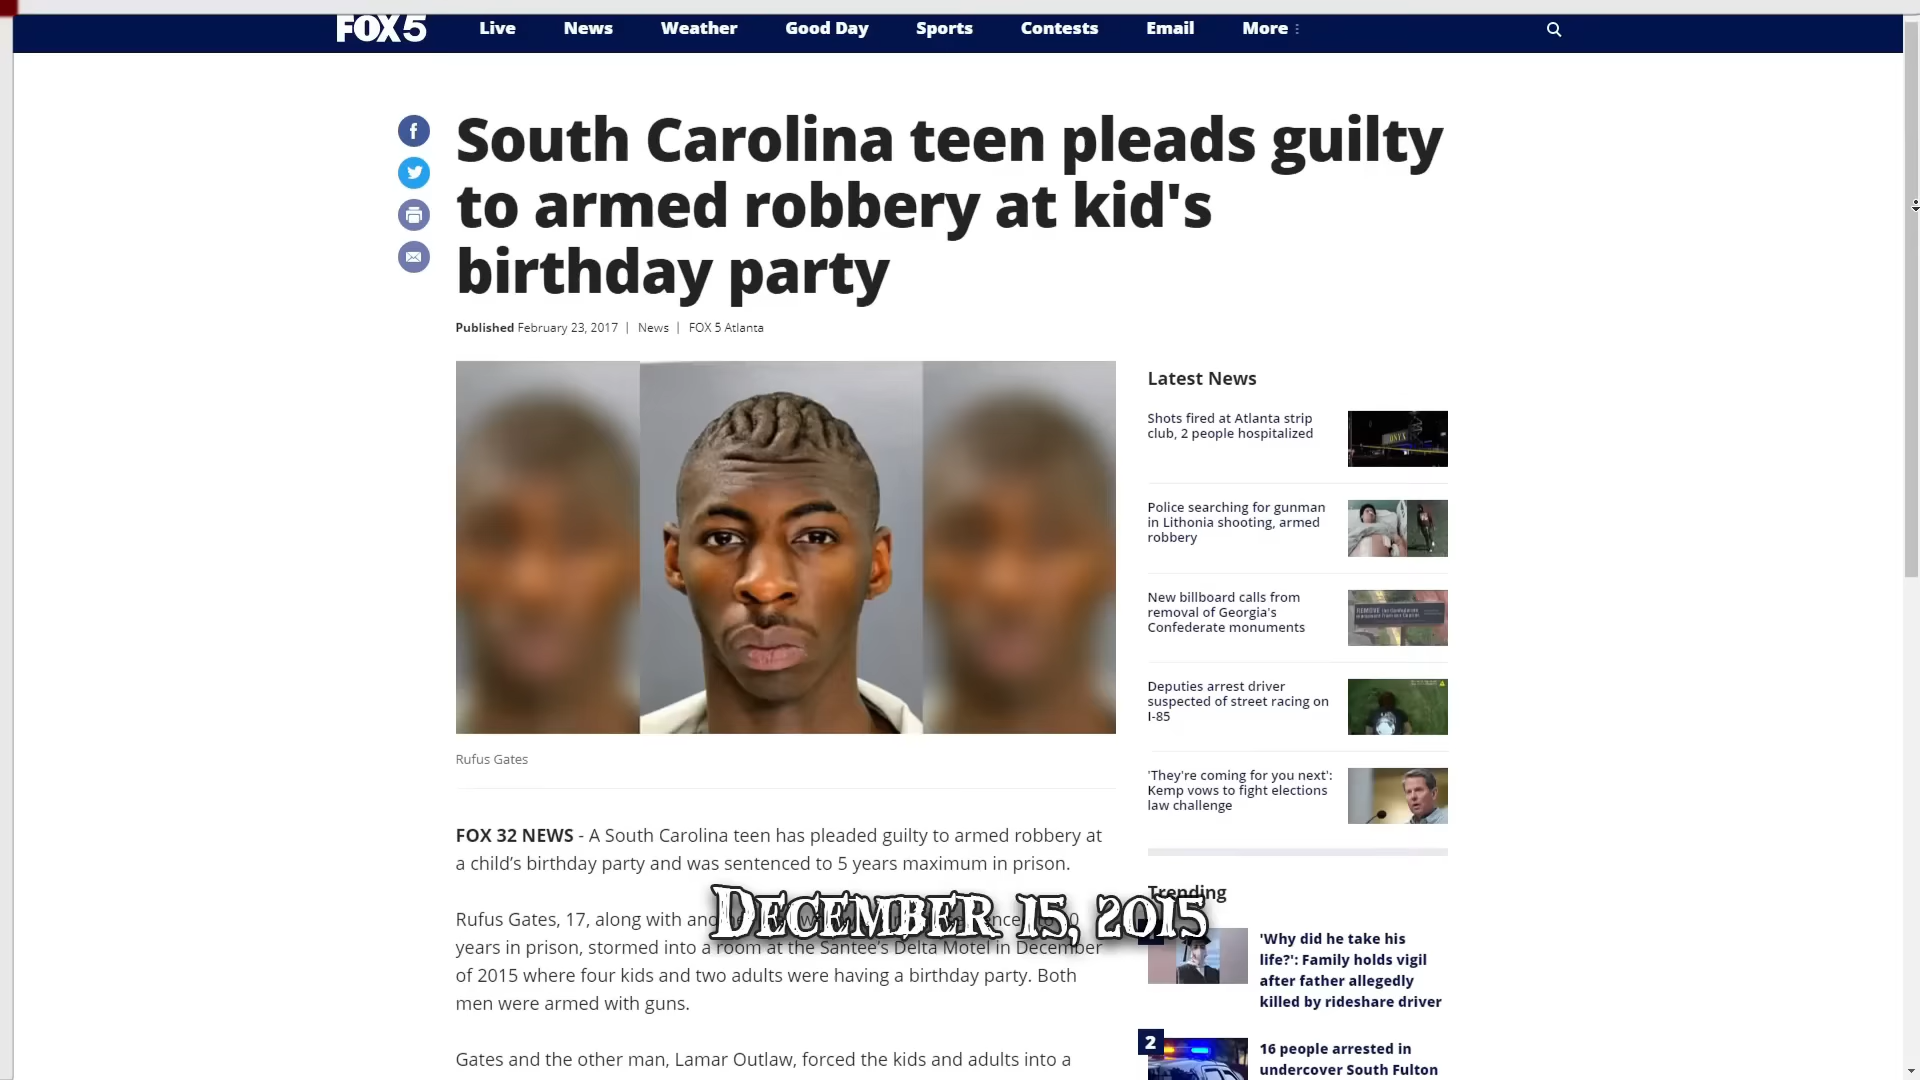 FOX 5
Live News Weather Good Day Sports Contests Email More
South Carolina teen pleads guilty
to armed robbery at kid's
birthday party
Published February 23, 2017 | News | FOX 5 Atlanta
Rufus Gates
FOX 32 NEWS - A South Carolina teen has pleaded guilty to armed robbery at
a child’s birthday party and was sentenced to 5 years maximum in prison.
Rufus Gates, 17, along with
years in prison, stormed into a room at the Santee’s Delta Motel in December
of 2015 where four kids and two adults were having a birthday party. Both
men were armed with guns.
Gates and the other man, Lamar Outlaw, forced the kids and adults into a
December 15, 2015
Latest News
Shots fired at Atlanta strip
club, 2 people hospitalized
Police searching for gunman
in Lithonia shooting, armed
robbery
New billboard calls from
removal of Georgia's
Confederate monuments
Deputies arrest driver
suspected of street racing on
I-85
'They're coming for you next':
Kemp vows to fight elections
law challenge
Trending
'Why did he take his
life?': Family holds vigil
after father allegedly
killed by rideshare driver
2
16 people arrested in
undercover South Fulton